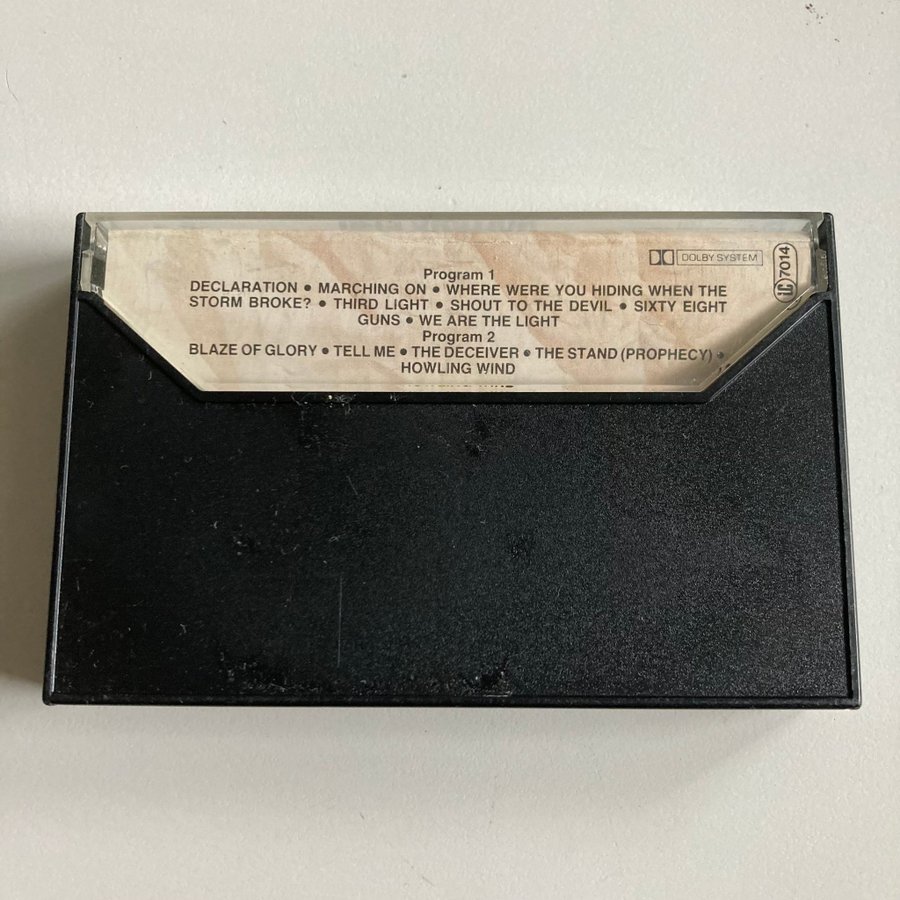 DOLBY SYSTEM
7014
Program 1
DECLARATION • MARCHING ON • WHERE WERE YOU HIDING WHEN THE
STORM BROKE? • THIRD LIGHT • SHOUT TO THE DEVIL • SIXTY EIGHT
GUNS • WE ARE THE LIGHT
Program 2
BLAZE OF GLORY • TELL ME • THE DECEIVER • THE STAND (PROPHECY) •
HOWLING WIND